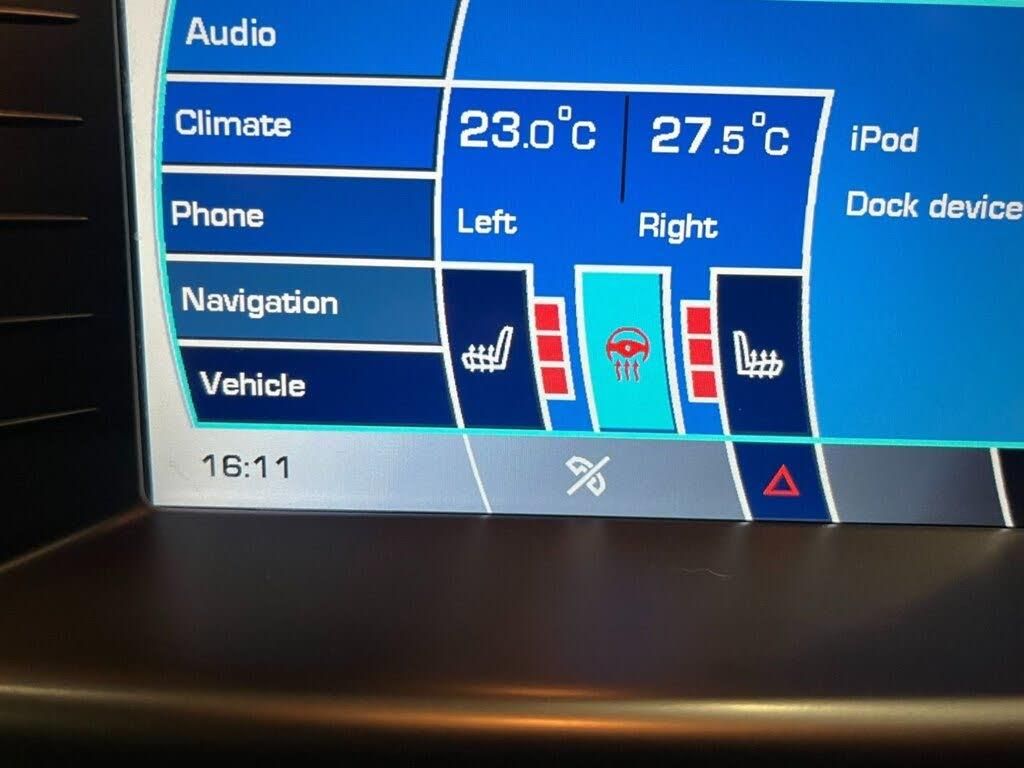 Audio
Climate
23.0°C
27.5°C
iPod
Phone
Left
Right
Dock device
Navigation
Vehicle
16:11